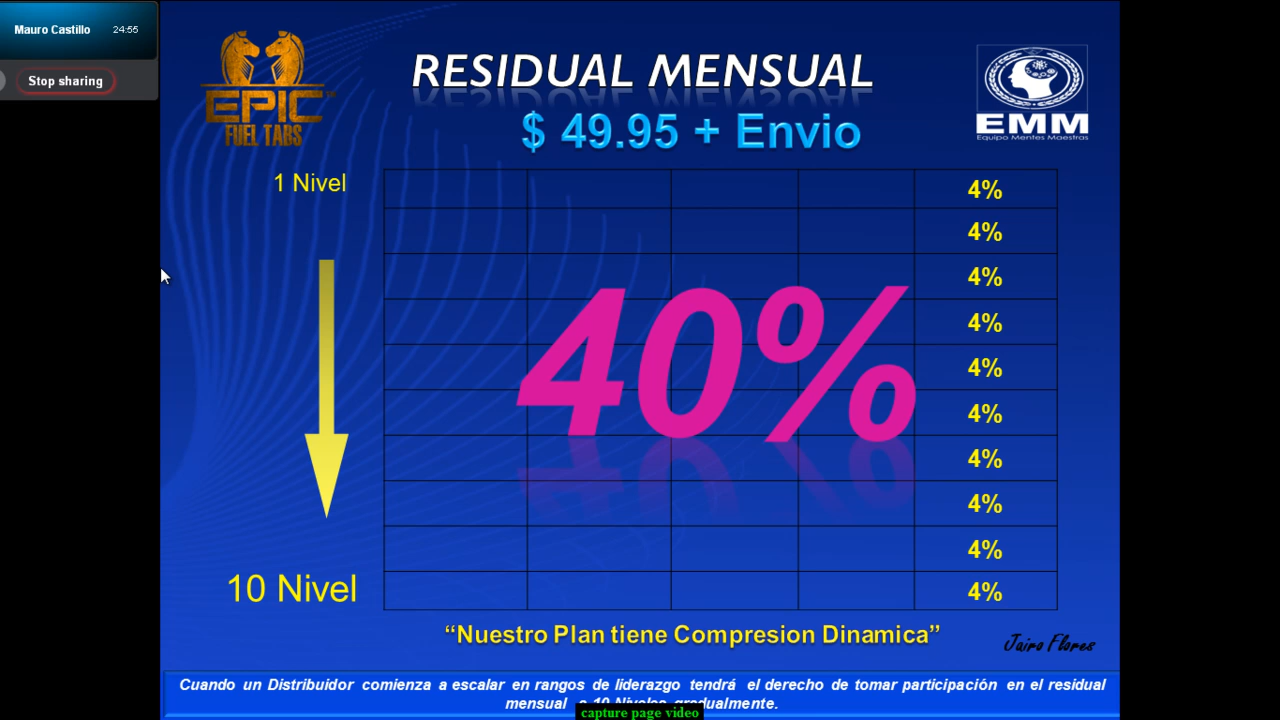 Mauro Castillo 24:55
Stop sharing
EPIC
FUEL TABS
RESIDUAL MENSUAL
$ 49.95 + Envio
EMM
Equipo Mentes Maestras
1 Nivel
4%
4%
4%
4%
4%
4%
4%
4%
4%
4%
40%
10 Nivel
“Nuestro Plan tiene Compresion Dinamica”
Jairo Flores
Cuando un Distribuidor comienza a escalar en rangos de liderazgo tendrá el derecho de tomar participación en el residual
mensual a 10 Niveles gradualmente.
capture page video